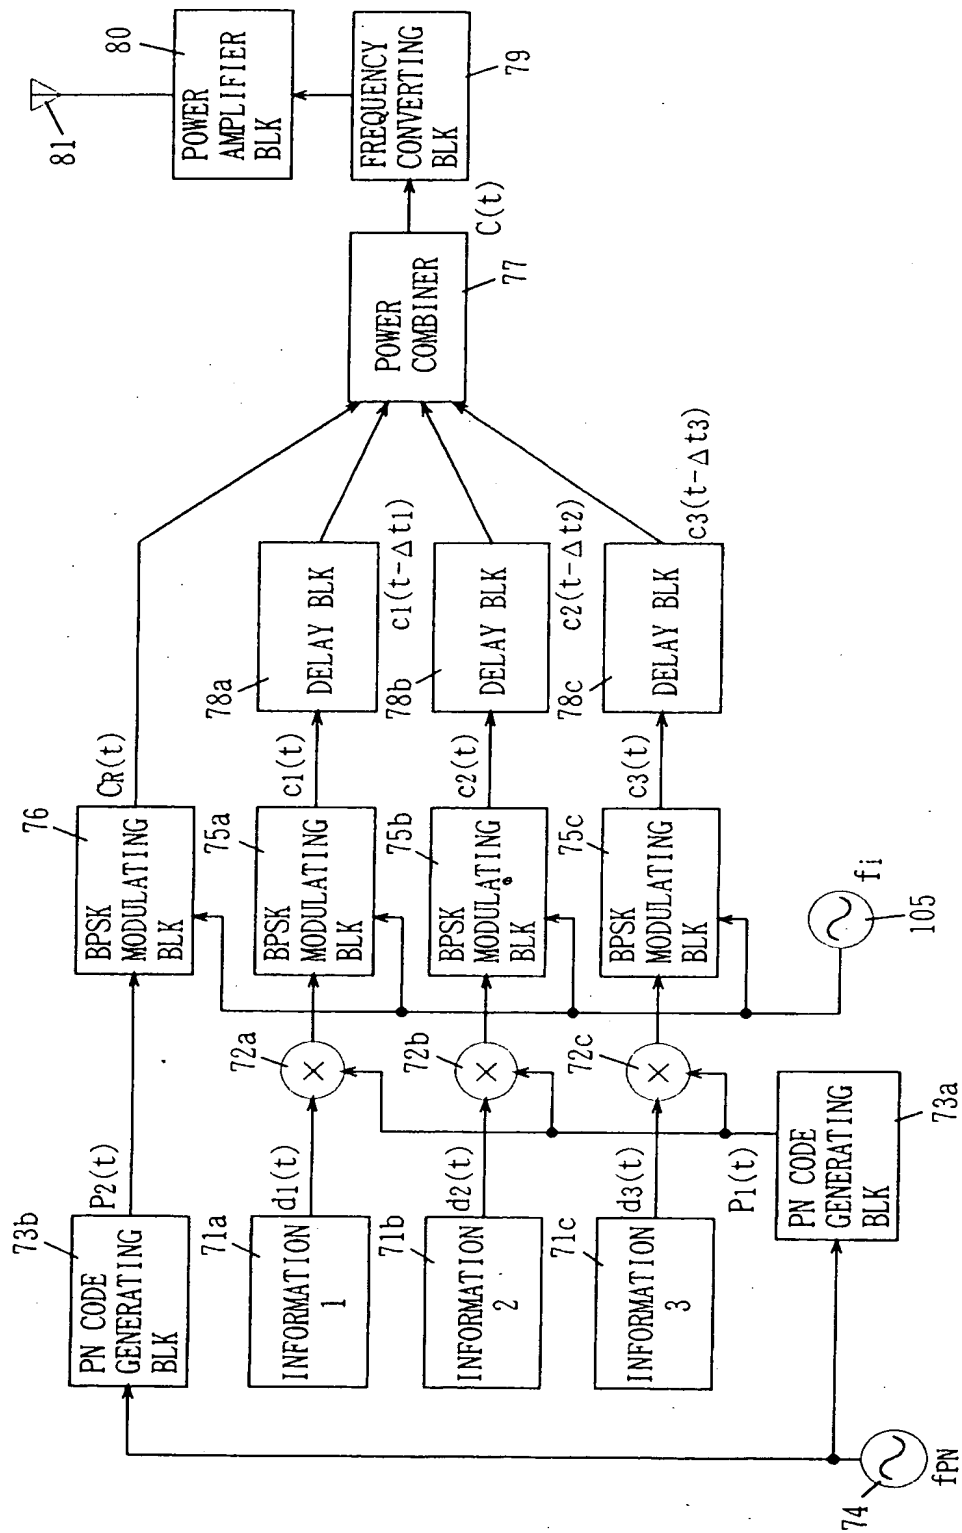 81
80
POWER
AMPLIFIER
BLK
FREQUENCY
CONVERTING
BLK
79
C(t)
POWER
COMBINER
77
CR(t)
76
BPSK
MODULATING
BLK
P2(t)
73b
PN CODE
GENERATING
BLK
71a
INFORMATION
1
d1(t)
72a
×
75a
BPSK
MODULATING
BLK
c1(t)
78a
DELAY BLK
c1(t-Δt1)
71b
INFORMATION
2
d2(t)
72b
×
75b
BPSK
MODULATING
BLK
c2(t)
78b
DELAY BLK
c2(t-Δt2)
71c
INFORMATION
3
d3(t)
72c
×
75c
BPSK
MODULATING
BLK
c3(t)
78c
DELAY BLK
c3(t-Δt3)
P1(t)
PN CODE
GENERATING
BLK
73a
fi
105
74
fPN